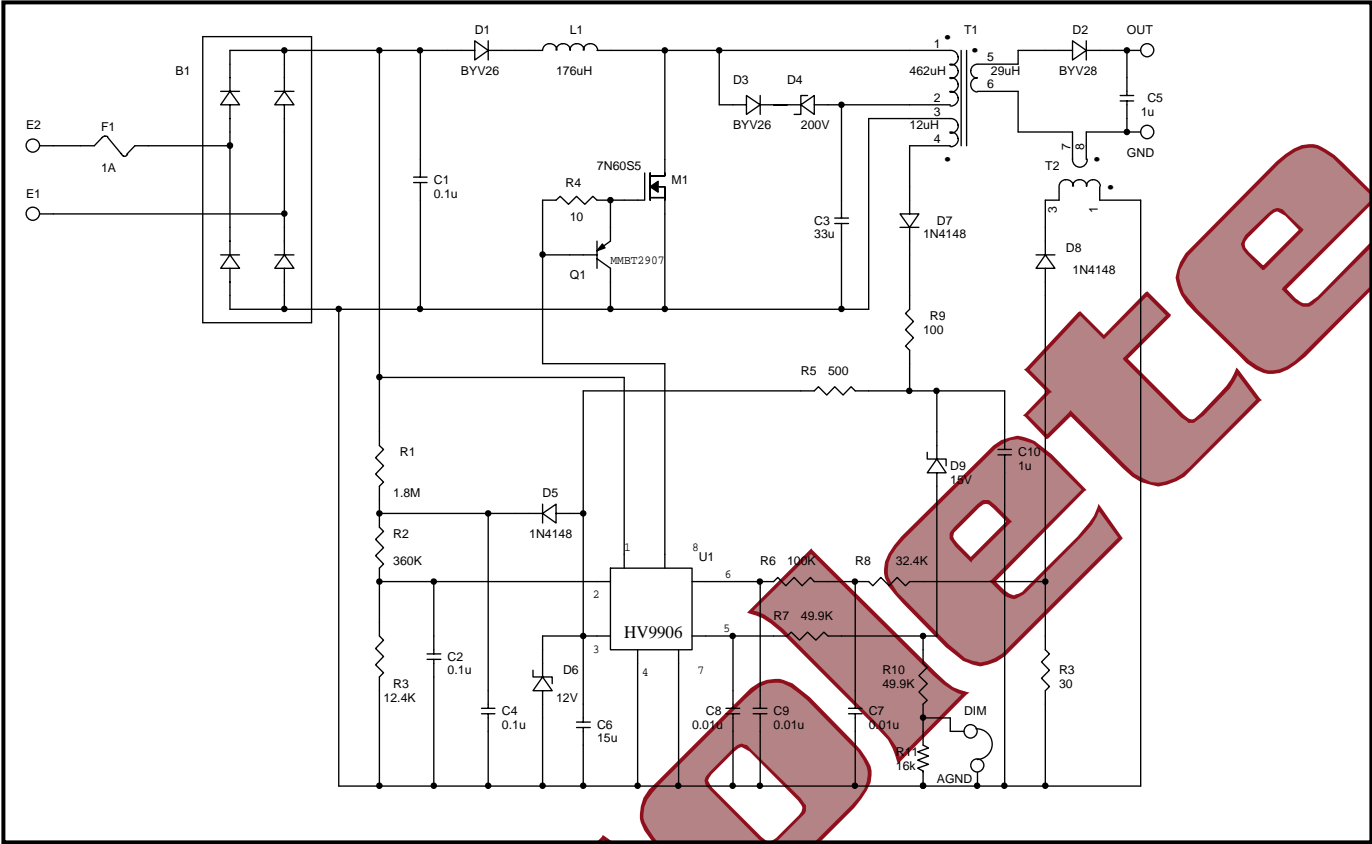 D1
L1
T1
D2
OUT
B1
BYV26
176uH
1
462uH
5
29uH
6
BYV28
D3
D4
2
C5
1u
E2
F1
1A
BYV26
200V
3
12uH
4
7
8
GND
7N60S5
M1
T2
C1
0.1u
R4
10
E1
C3
33u
D7
1N4148
3
1
Q1
MMBT2907
D8
1N4148
R9
100
R5 500
R1
1.8M
D9
15V
C10
1u
D5
1N4148
R2
360K
1
8
U1
R6 100K
R8 32.4K
6
2
HV9906
5
R7 49.9K
3
4
7
C2
0.1u
D6
12V
R3
12.4K
R10
49.9K
R3
30
C4
0.1u
C6
15u
C8
0.01u
C9
0.01u
C7
0.01u
DIM
R11
16k
AGND